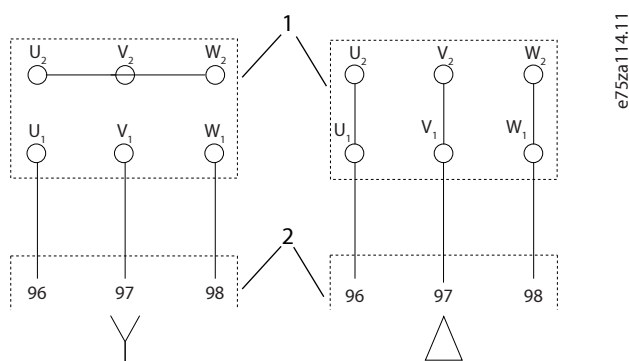 1
U₂ V₂ W₂
U₁ V₁ W₁
2
96 97 98
U₂ V₂ W₂
U₁ V₁ W₁
96 97 98
e75za114.11